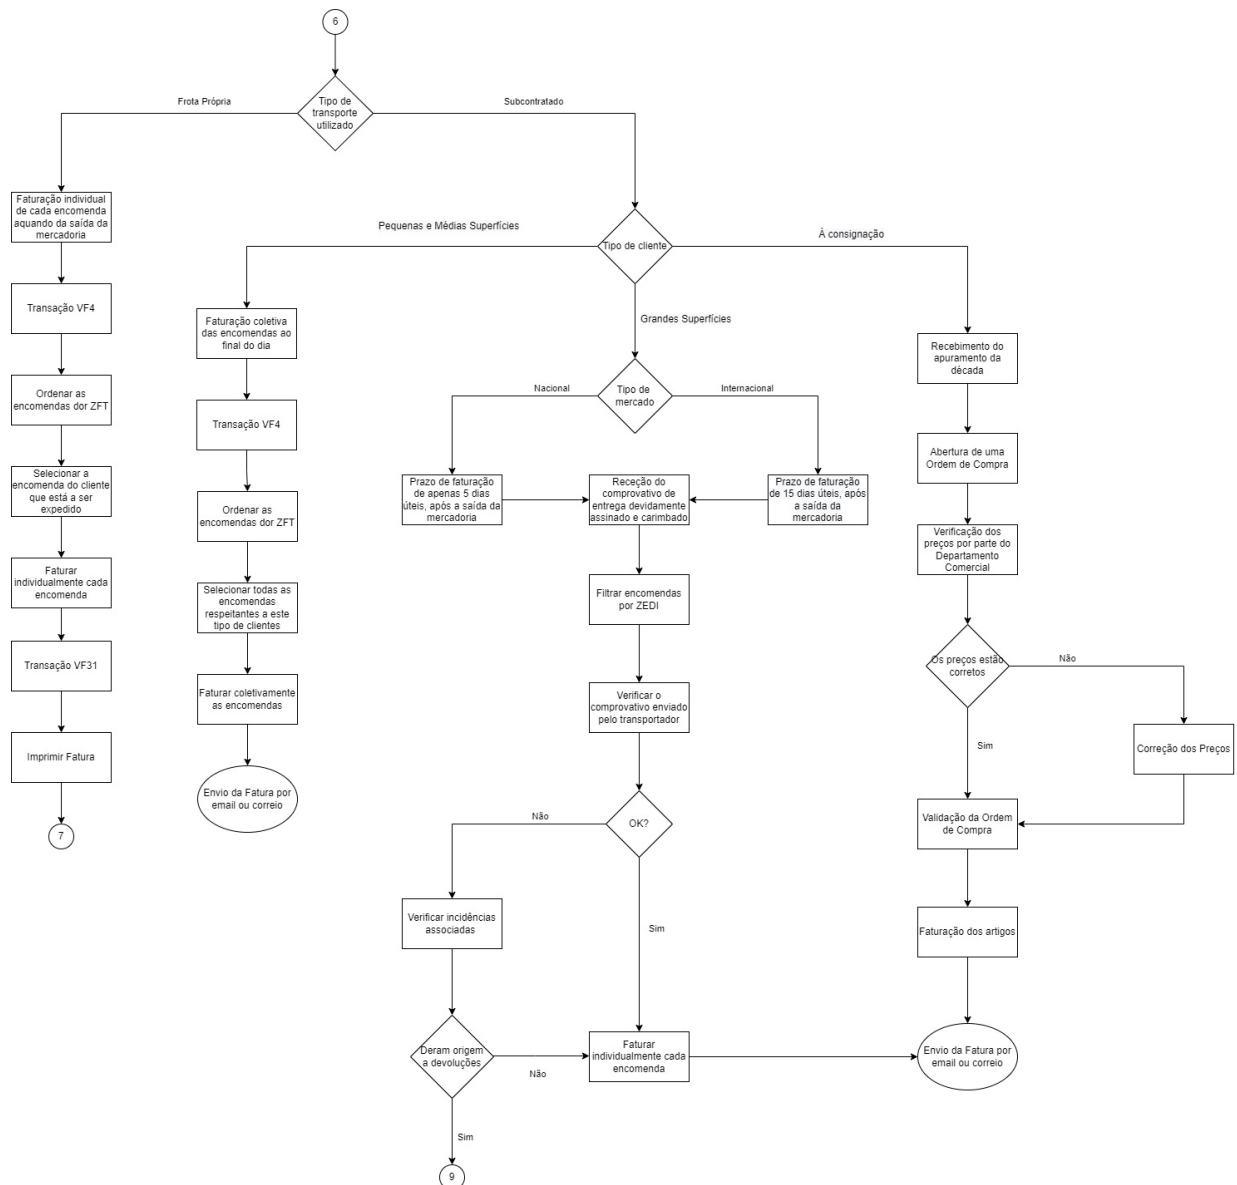 6
Tipo de
transporte
utilizado
Frota Própria
Subcontratado
Faturação individual
de cada encomenda
aquando da saída da
mercadoria
Transação VF4
Ordenar as
encomendas dor ZFT
Selecionar a
encomenda do cliente
que está a ser
expedido
Faturar
individualmente cada
encomenda
Transação VF31
Imprimir Fatura
7
Tipo de cliente
Pequenas e Médias Superfícies
Faturação coletiva
das encomendas ao
final do dia
Transação VF4
Ordenar as
encomendas dor ZFT
Selecionar todas as
encomendas
respeitantes a este
tipo de clientes
Faturar coletivamente
as encomendas
Envio da Fatura por
email ou correio
Grandes Superfícies
Tipo de
mercado
Nacional
Internacional
Prazo de faturação
de apenas 5 dias
úteis, após a saída da
mercadoria
Receção do
comprovativo de
entrega devidamente
assinado e carimbado
Prazo de faturação
de 15 dias úteis, após
a saída da
mercadoria
Filtrar encomendas
por ZEDI
Verificar o
comprovativo enviado
pelo transportador
OK?
Não
Sim
Verificar incidências
associadas
Deram origem
a devoluções
Não
Sim
9
Faturar
individualmente cada
encomenda
À consignação
Recebimento do
apuramento da
década
Abertura de uma
Ordem de Compra
Verificação dos
preços por parte do
Departamento
Comercial
Os preços estão
corretos
Não
Sim
Correção dos Preços
Validação da Ordem
de Compra
Faturação dos artigos
Envio da Fatura por
email ou correio